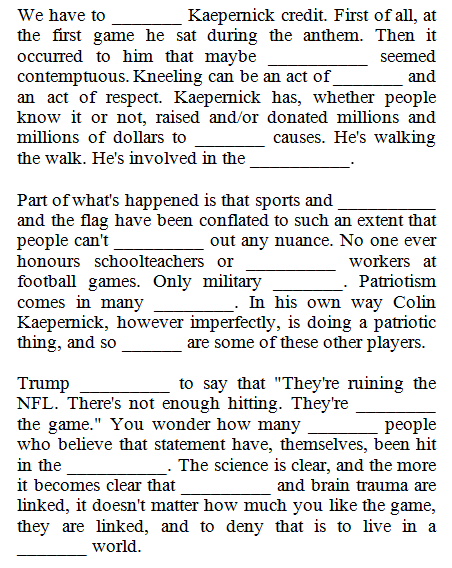 We have to _______ Kaepernick credit. First of all, at
the first game he sat during the anthem. Then it
occurred to him that maybe __________ seemed
contemptuous. Kneeling can be an act of _______ and
an act of respect. Kaepernick has, whether people
know it or not, raised and/or donated millions and
millions of dollars to _______ causes. He's walking
the walk. He's involved in the __________.

Part of what's happened is that sports and __________
and the flag have been conflated to such an extent that
people can't _________ out any nuance. No one ever
honours schoolteachers or _________ workers at
football games. Only military _______. Patriotism
comes in many ________. In his own way Colin
Kaepernick, however imperfectly, is doing a patriotic
thing, and so ______ are some of these other players.

Trump _________ to say that "They're ruining the
NFL. There's not enough hitting. They're ________
the game." You wonder how many _______ people
who believe that statement have, themselves, been hit
in the __________. The science is clear, and the more
it becomes clear that _________ and brain trauma are
linked, it doesn't matter how much you like the game,
they are linked, and to deny that is to live in a
_______ world.